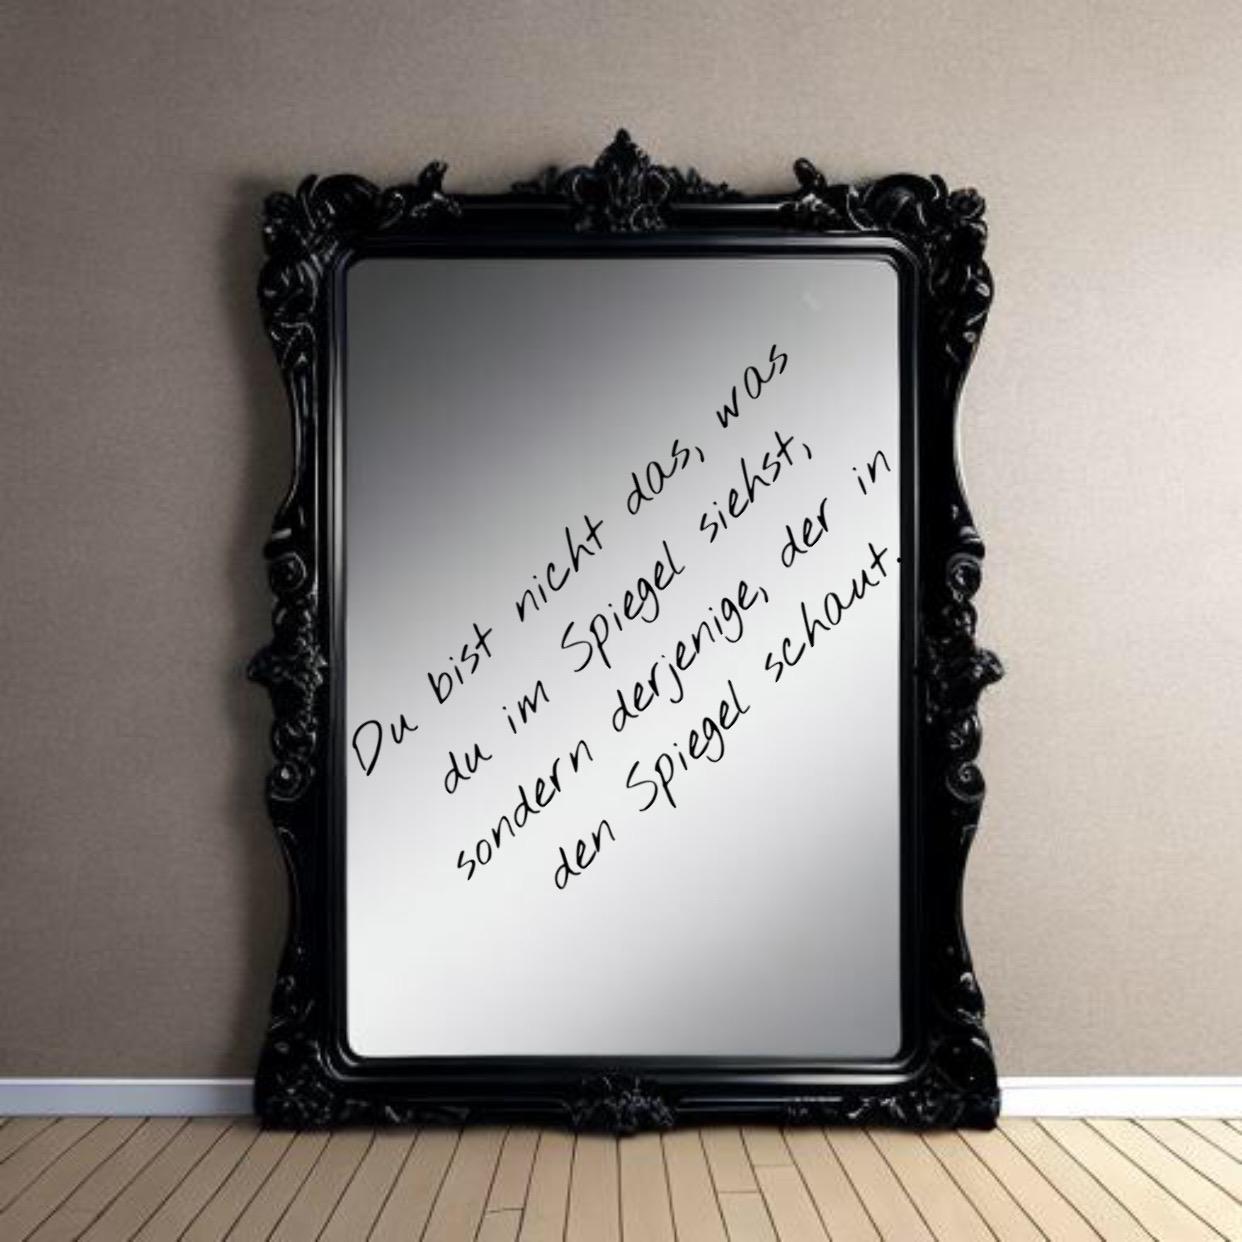 Du bist nicht das, was
du im Spiegel siehst,
sondern derjenige, der in
den Spiegel schaut.